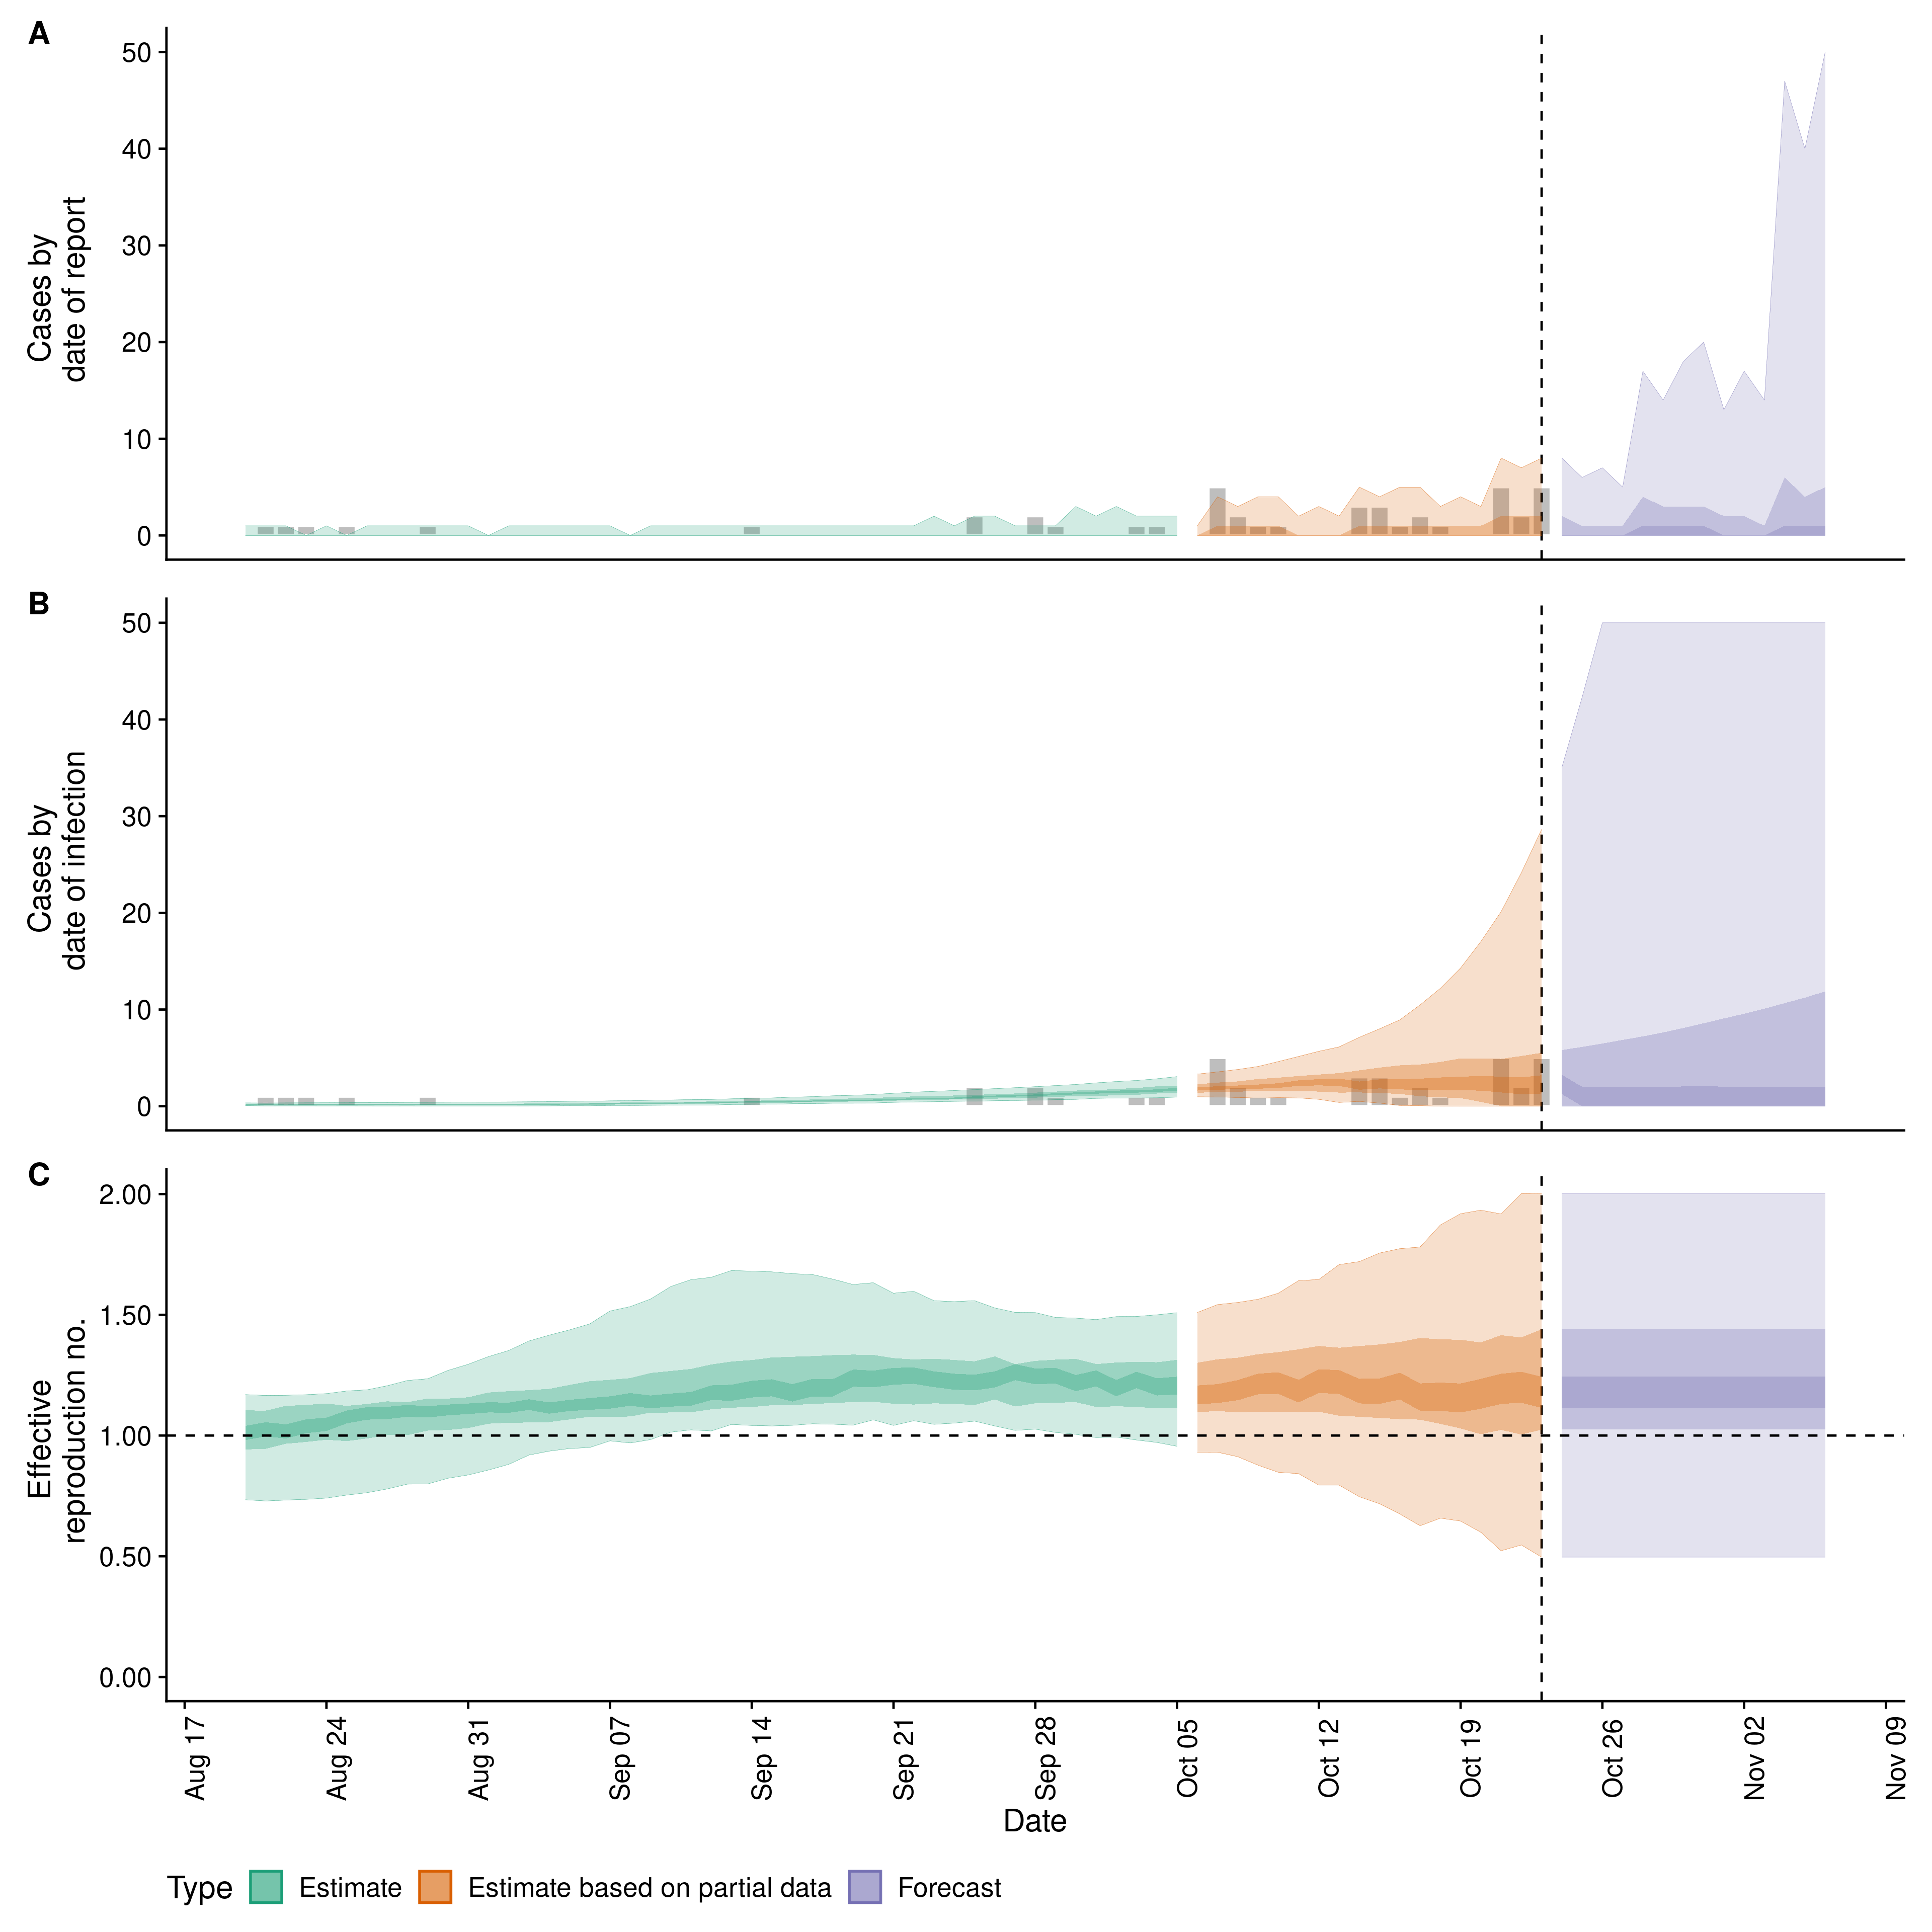 A
50
40
30
20
10
0
Cases by
date of report
B
50
40
30
20
10
0
Cases by
date of infection
C
2.00
1.50
1.00
0.50
0.00
Effective
reproduction no.
Aug 17
Aug 24
Aug 31
Sep 07
Sep 14
Sep 21
Sep 28
Oct 05
Oct 12
Oct 19
Oct 26
Nov 02
Nov 09
Date
Type Estimate Estimate based on partial data Forecast